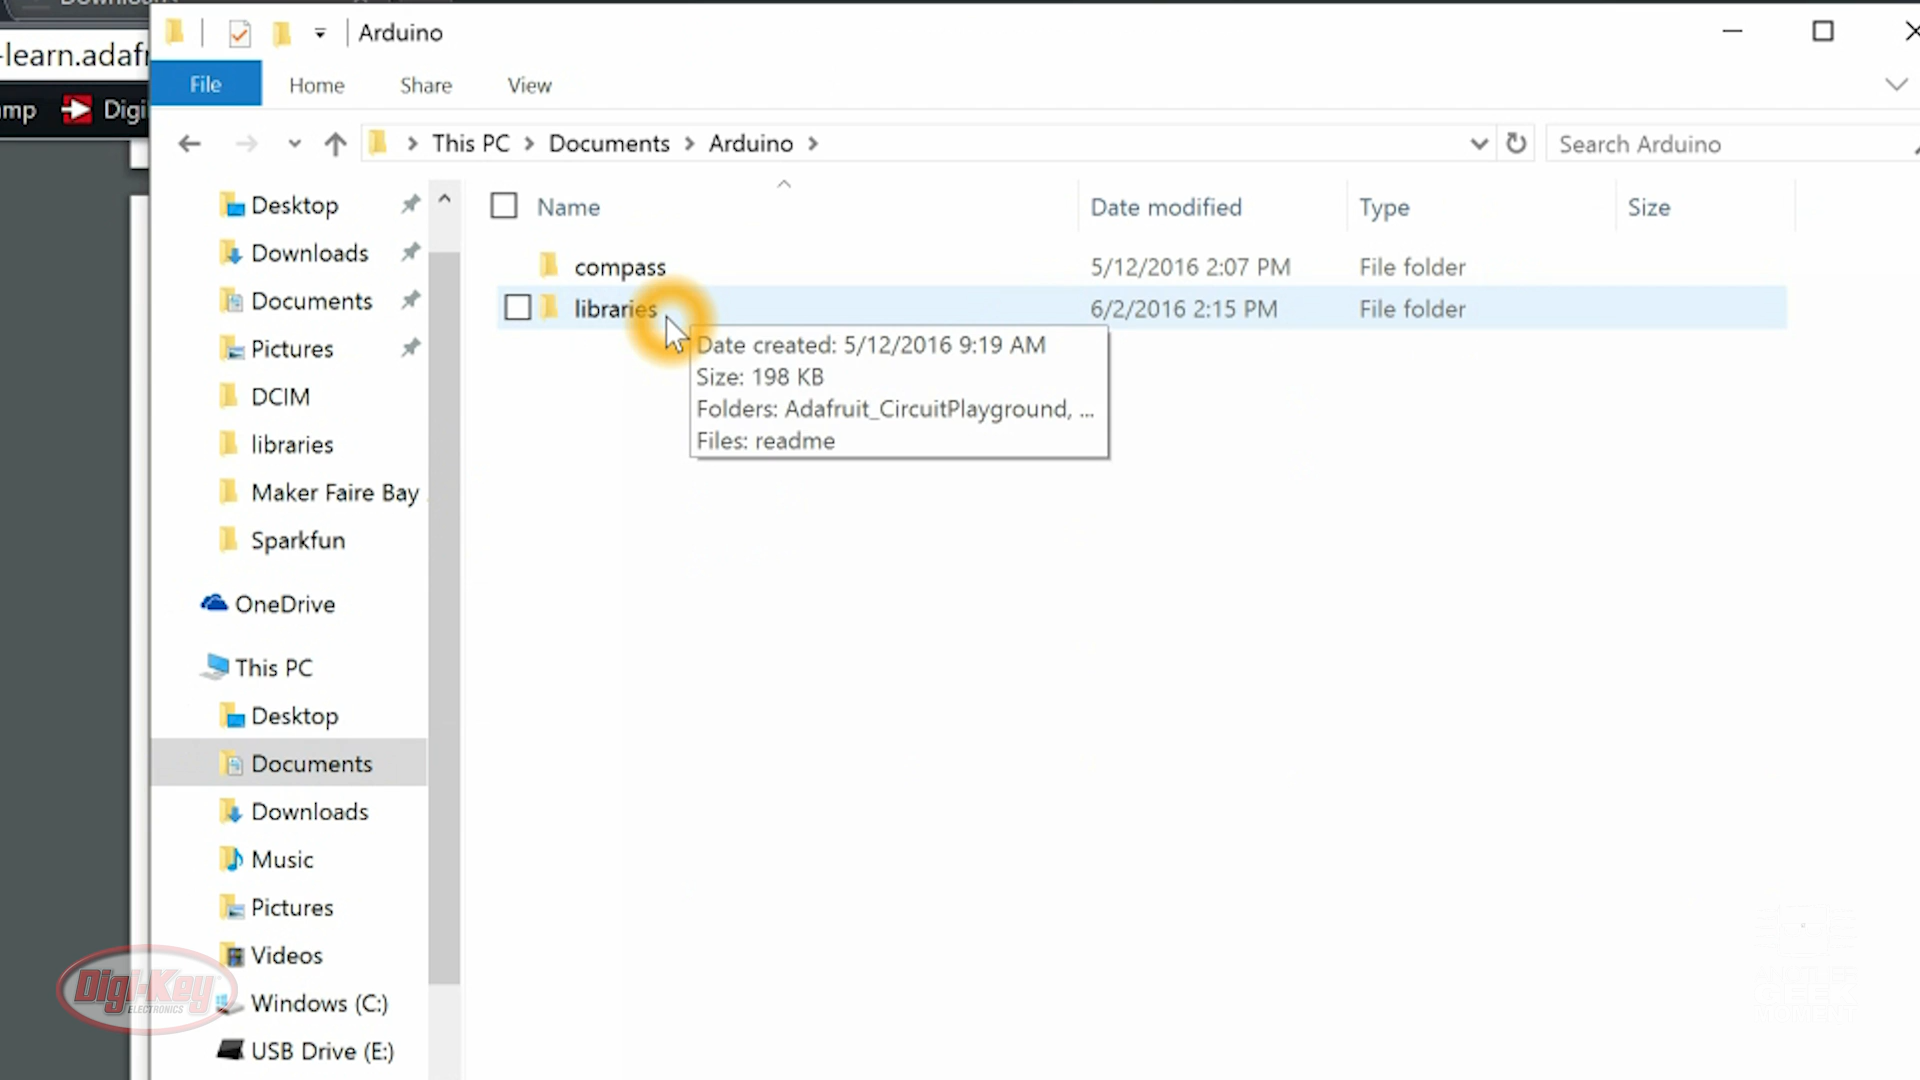 Arduino
-learn.adafr
File Home Share View
mp Digi
This PC Documents Arduino
Search Arduino
Name Date modified Type Size
compass 5/12/2016 2:07 PM File folder
libraries 6/2/2016 2:15 PM File folder
Date created: 5/12/2016 9:19 AM
Size: 198 KB
Folders: Adafruit_CircuitPlayground, ...
Files: readme
Desktop
Downloads
Documents
Pictures
DCIM
libraries
Maker Faire Bay
Sparkfun
OneDrive
This PC
Desktop
Documents
Downloads
Music
Pictures
Videos
Windows (C:)
USB Drive (E:)
Digi-Key
ELECTRONICS